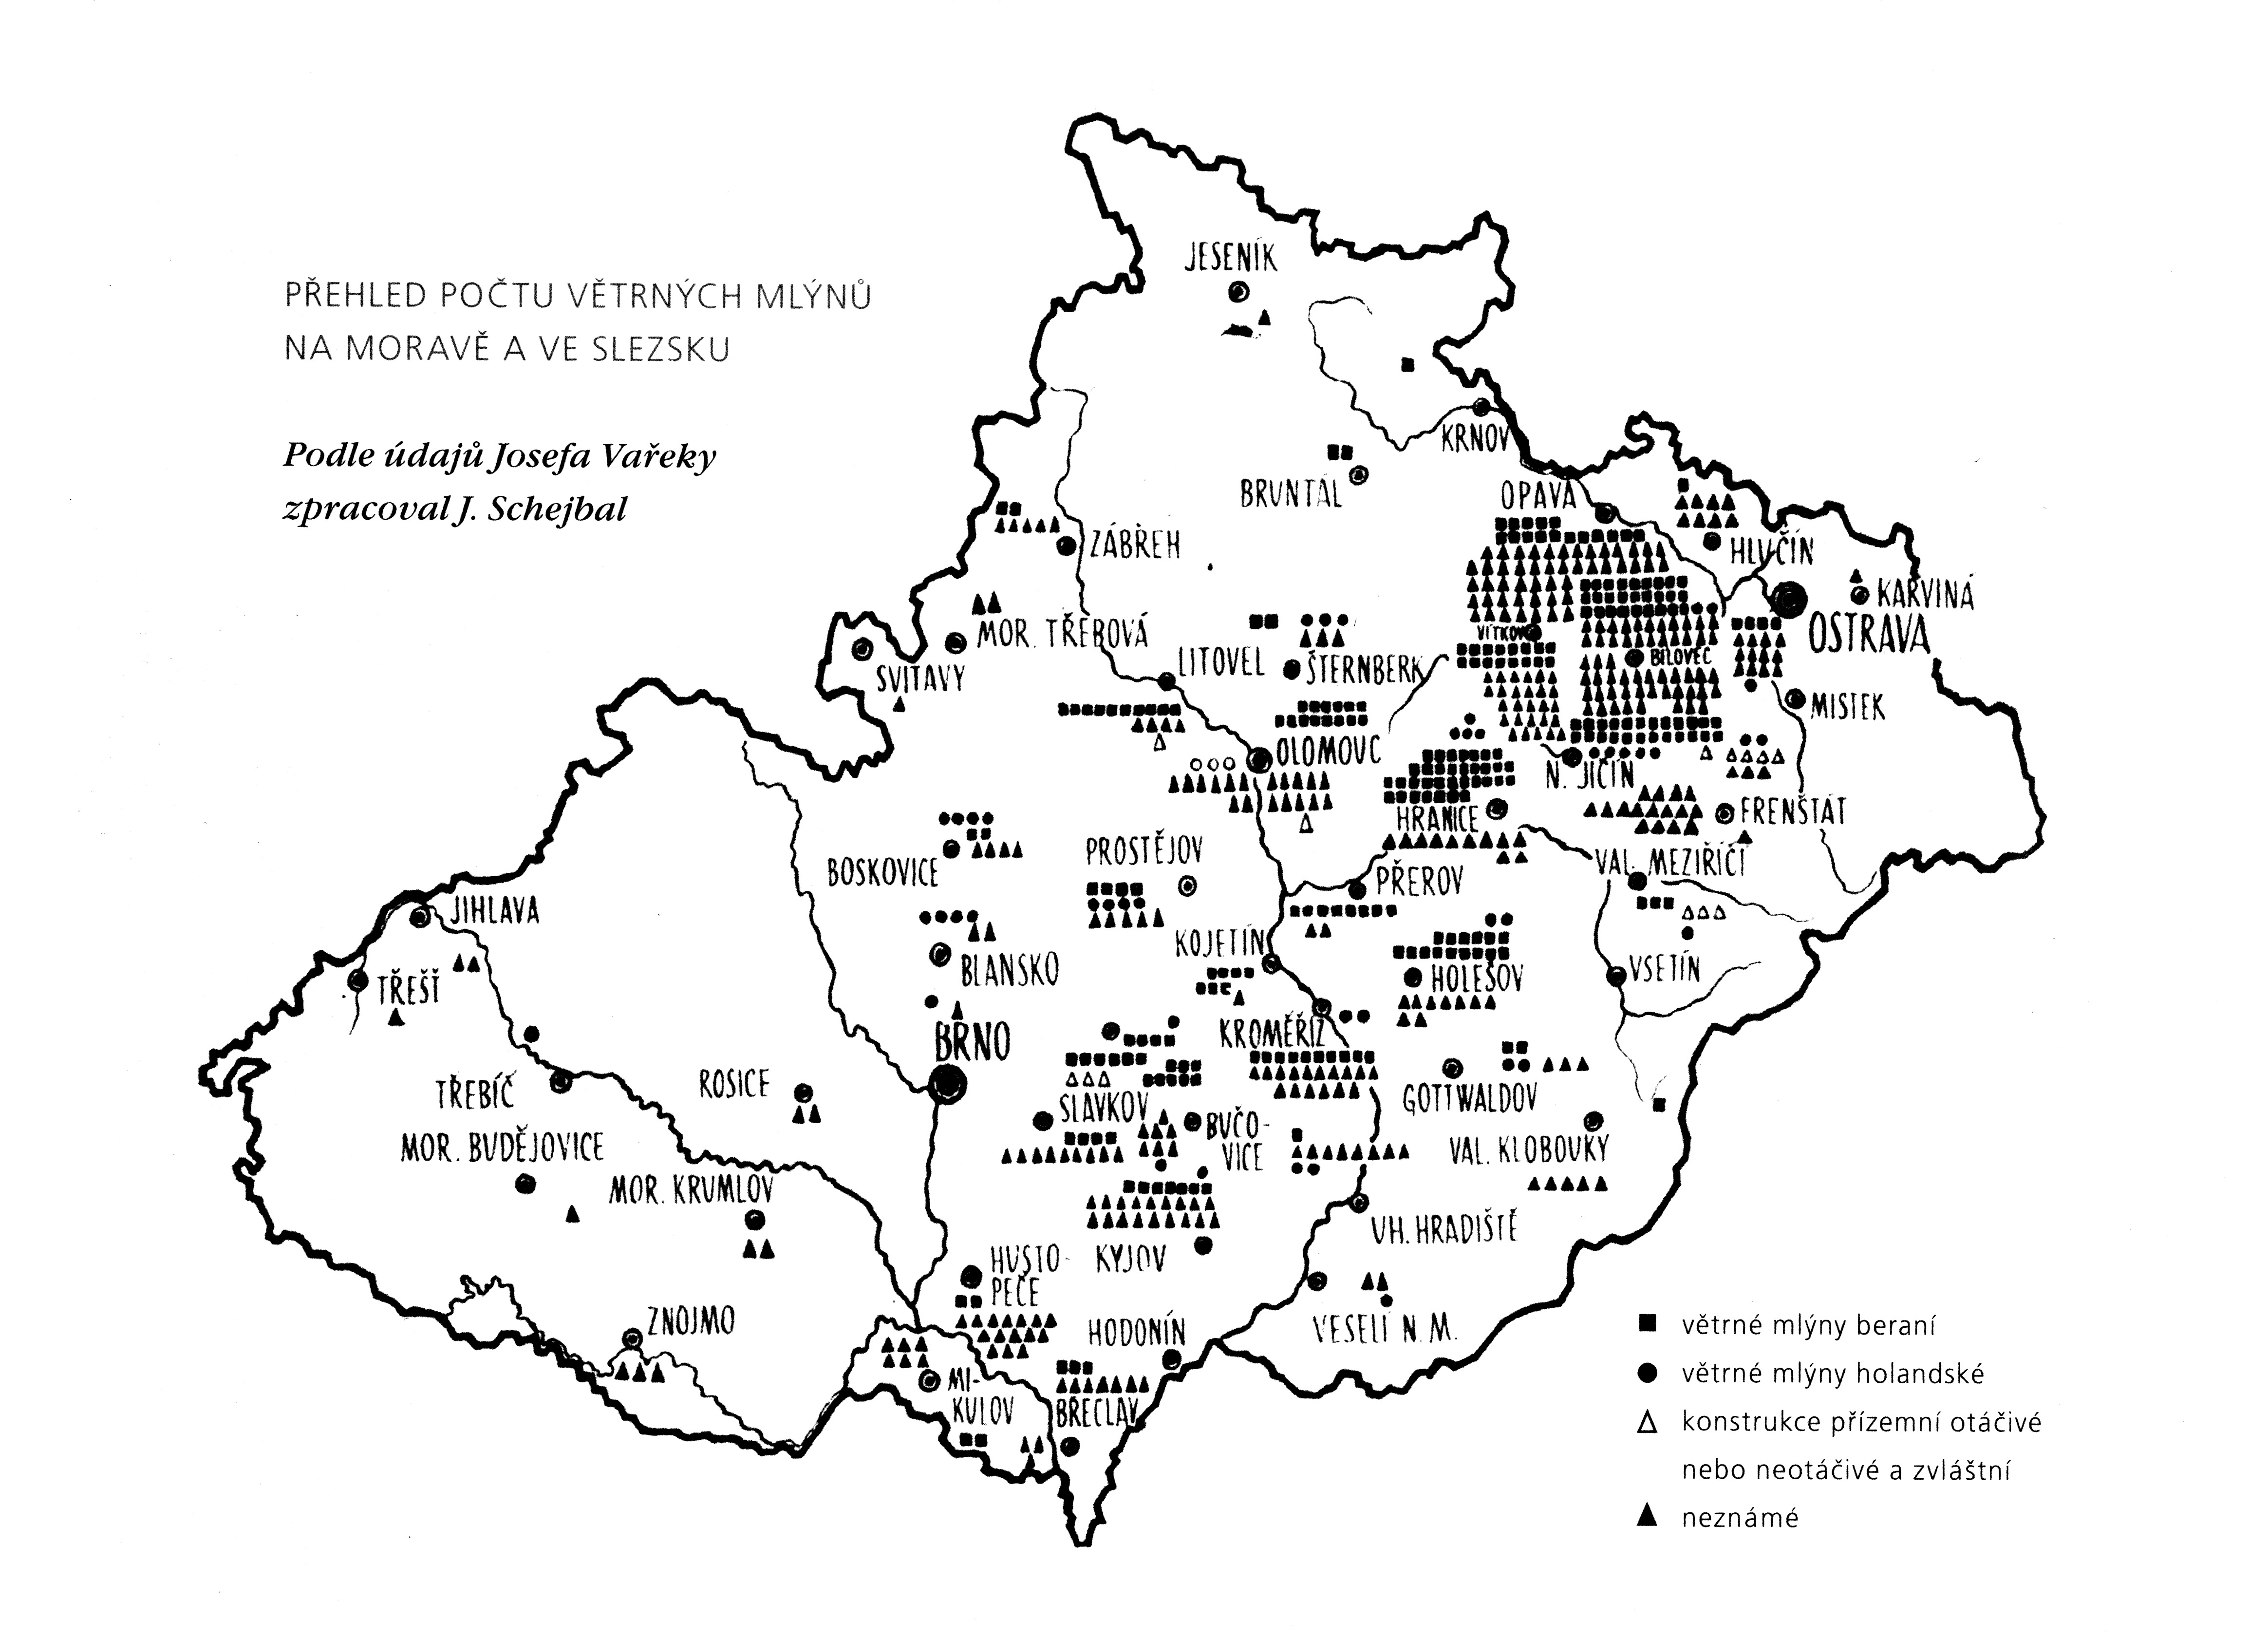 PŘEHLED POČTU VĚTRNÝCH MLÝNŮ
NA MORAVĚ A VE SLEZSKU
Podle údajů Josefa Vařeky
zpracoval J. Schejbal
JESENÍK
KRNOV
BRUNTÁL
OPAVA
ZÁBŘEH
HLUČÍN
KARVINÁ
OSTRAVA
MOR. TŘEBOVÁ
VÍTKOV
LITOVEL
ŠTERNBERK
BÍLOVEC
SVITAVY
MISTEK
OLOMOUC
N. JIČÍN
HRANICE
FRENŠTÁT
BOSKOVICE
PROSTĚJOV
VAL. MEZIŘÍČÍ
PŘEROV
JIHLAVA
KOJETÍN
BLANSKO
HOLEŠOV
VSETÍN
TŘEŠŤ
KROMĚŘÍŽ
BRNO
ROSICE
TŘEBÍČ
GOTTWALDOV
SLAVKOV
BUČO-
VICE
MOR. BUDĚJOVICE
VAL. KLOBOUKY
MOR. KRUMLOV
UH. HRADIŠTĚ
HUSTO-
PEČE
KYJOV
ZNOJMO
HODONÍN
VESELÍ N. M.
MI-
KULOV
BŘECLAV
větrné mlýny beraní
větrné mlýny holandské
konstrukce přízemní otáčivé
nebo neotáčivé a zvláštní
neznámé